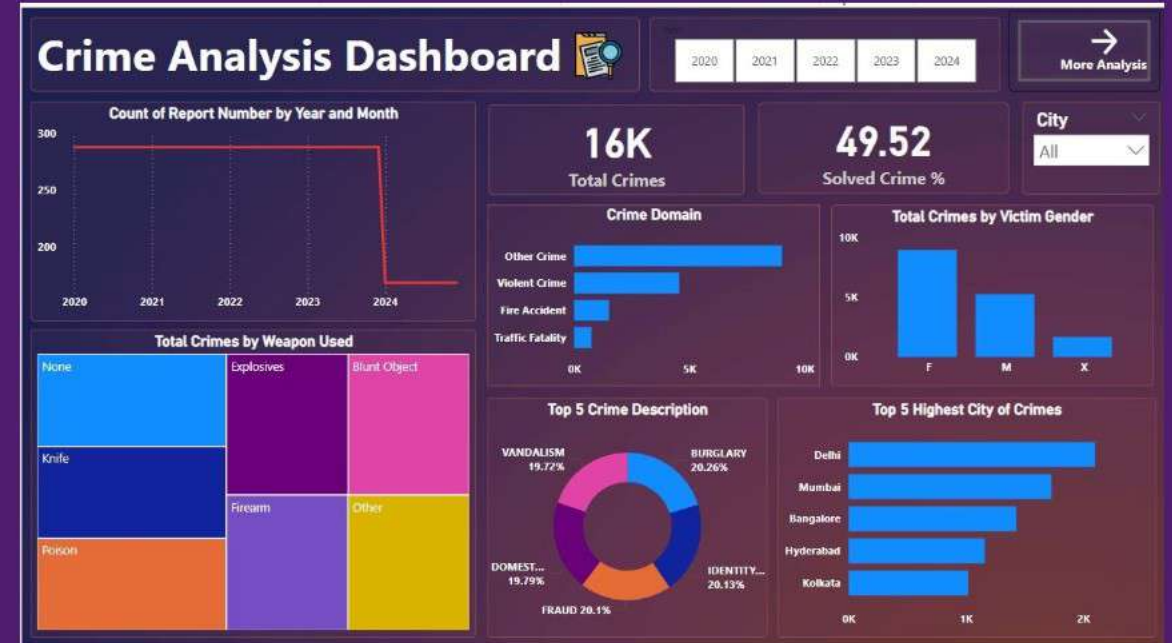 Crime Analysis Dashboard
2020 2021 2022 2023 2024
More Analysis
Count of Report Number by Year and Month
300
250
200
2020 2021 2022 2023 2024
16K
Total Crimes
49.52
Solved Crime %
City
All
Crime Domain
Other Crime
Violent Crime
Fire Accident
Traffic Fatality
0K 5K 10K
Total Crimes by Victim Gender
10K
5K
0K
F M X
Total Crimes by Weapon Used
None
Explosives
Blunt Object
Knife
Firearm
Other
Poison
Top 5 Crime Description
VANDALISM
19.72%
BURGLARY
20.26%
DOMEST...
19.79%
IDENTITY...
20.13%
FRAUD 20.1%
Top 5 Highest City of Crimes
Delhi
Mumbai
Bangalore
Hyderabad
Kolkata
0K 1K 2K